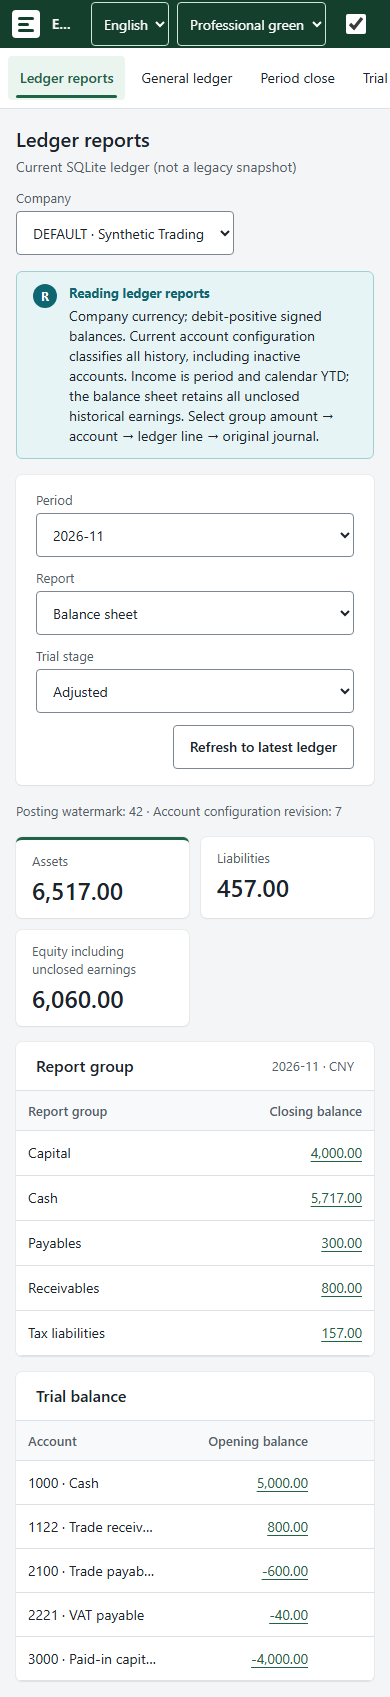 E...
English
Professional green
Ledger reports
General ledger
Period close
Trial
Ledger reports
Current SQLite ledger (not a legacy snapshot)
Company
DEFAULT · Synthetic Trading
R
Reading ledger reports
Company currency; debit-positive signed
balances. Current account configuration
classifies all history, including inactive
accounts. Income is period and calendar YTD;
the balance sheet retains all unclosed
historical earnings. Select group amount →
account → ledger line → original journal.
Period
2026-11
Report
Balance sheet
Trial stage
Adjusted
Refresh to latest ledger
Posting watermark: 42 · Account configuration revision: 7
Assets
6,517.00
Liabilities
457.00
Equity including
unclosed earnings
6,060.00
Report group
2026-11 · CNY
Report group Closing balance
Capital 4,000.00
Cash 5,717.00
Payables 300.00
Receivables 800.00
Tax liabilities 157.00
Trial balance
Account Opening balance
1000 · Cash 5,000.00
1122 · Trade receiv... 800.00
2100 · Trade payab... -600.00
2221 · VAT payable -40.00
3000 · Paid-in capit... -4,000.00